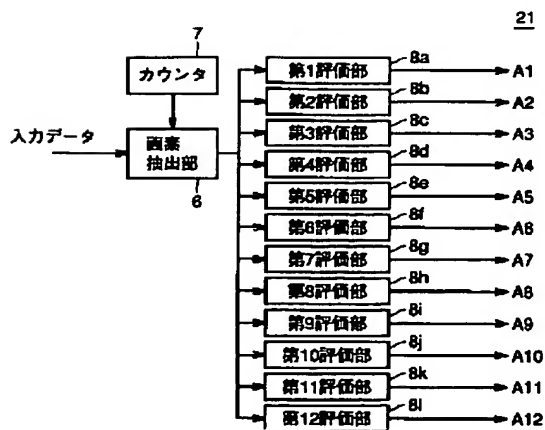 21
7
カウンタ
入力データ
画素
抽出部
6
第1評価部 8a A1
第2評価部 8b A2
第3評価部 8c A3
第4評価部 8d A4
第5評価部 8e A5
第6評価部 8f A6
第7評価部 8g A7
第8評価部 8h A8
第9評価部 8i A9
第10評価部 8j A10
第11評価部 8k A11
第12評価部 8l A12